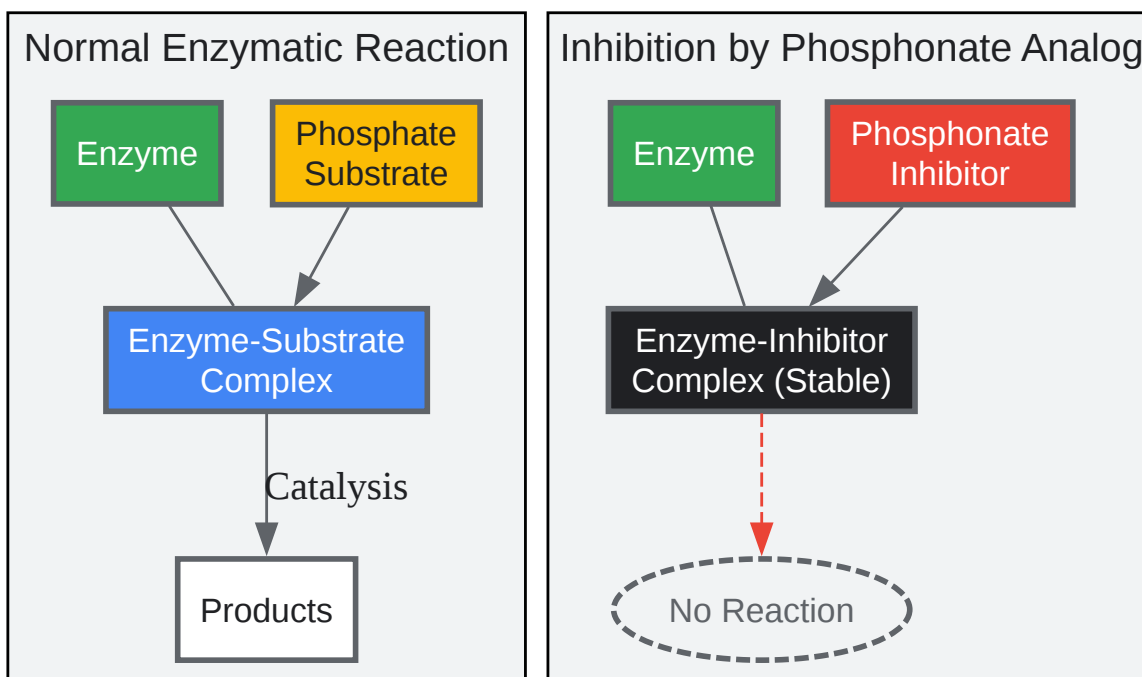 Normal Enzymatic Reaction
Enzyme
Phosphate
Substrate
Enzyme-Substrate
Complex
Catalysis
Products
Inhibition by Phosphonate Analog
Enzyme
Phosphonate
Inhibitor
Enzyme-Inhibitor
Complex (Stable)
No Reaction